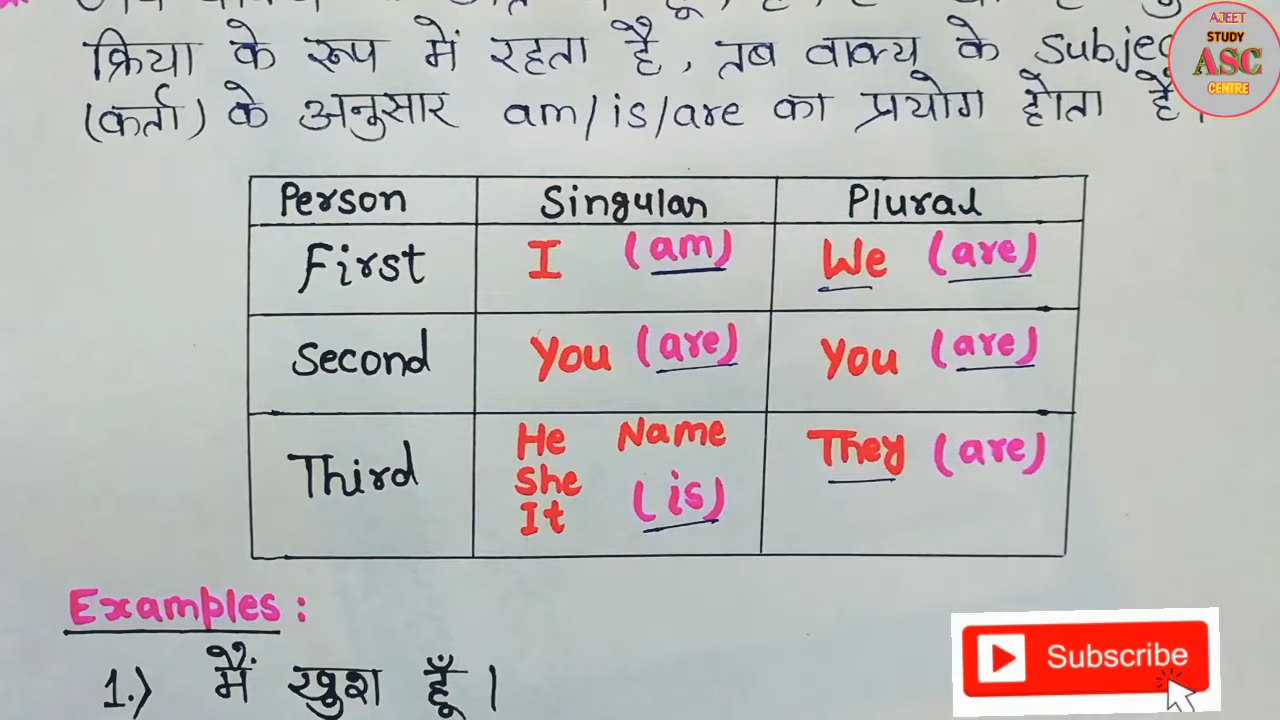 क्रिया के रूप में रहता है, तब वाक्य के subjec
(कर्ता) के अनुसार am/is/are का प्रयोग होता है।
AJEET
STUDY
ASC
CENTRE
Person Singular Plural
First I (am) We (are)
Second You (are) You (are)
Third He Name They (are)
She
It (is)
Examples:
1.) मैं खुश हूँ।
Subscribe